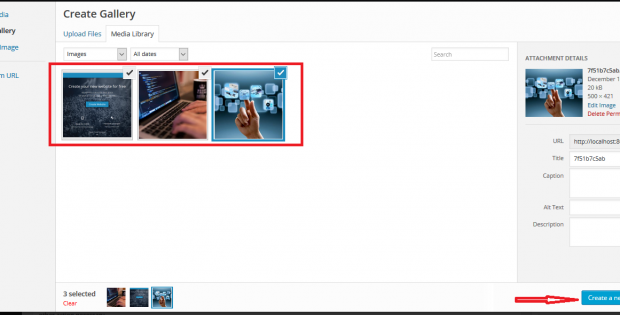 dia
Create Gallery
llery
Upload Files Media Library
Image
Images All dates Search
m URL
ATTACHMENT DETAILS
Create your new website for free
7f51b7c5ab
December 1
20 kB
500 × 421
Edit Image
Delete Perm
URL http://localhost:8
Title 7f51b7c5ab
Caption
Alt Text
Description
3 selected
Clear
Create a ne